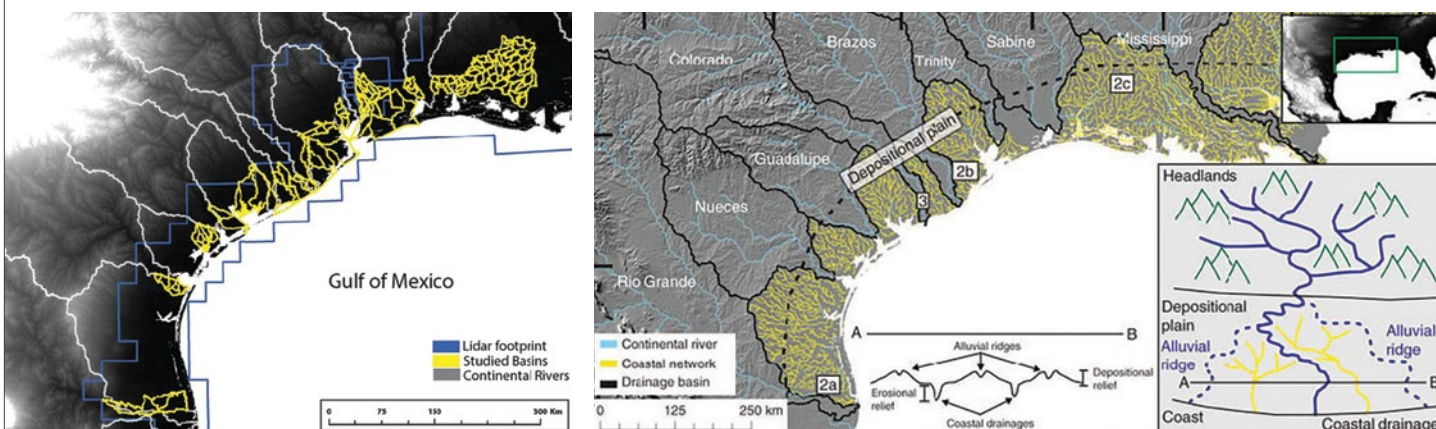 Gulf of Mexico
Lidar footprint
Studied Basins
Continental Rivers
0 75 150 300 Km
Colorado
Brazos
Trinity
Sabine
Mississippi
Guadalupe
Nueces
Rio Grande
Depositional plain
2c
2b
3
2a
Continental river
Coastal network
Drainage basin
0 125 250 km
A B
Alluvial ridges
Erosional
relief
Depositional
relief
Coastal drainages
Headlands
Depositional
plain
Alluvial
ridge
Alluvial
ridge
A B
Coast
Coastal drainage